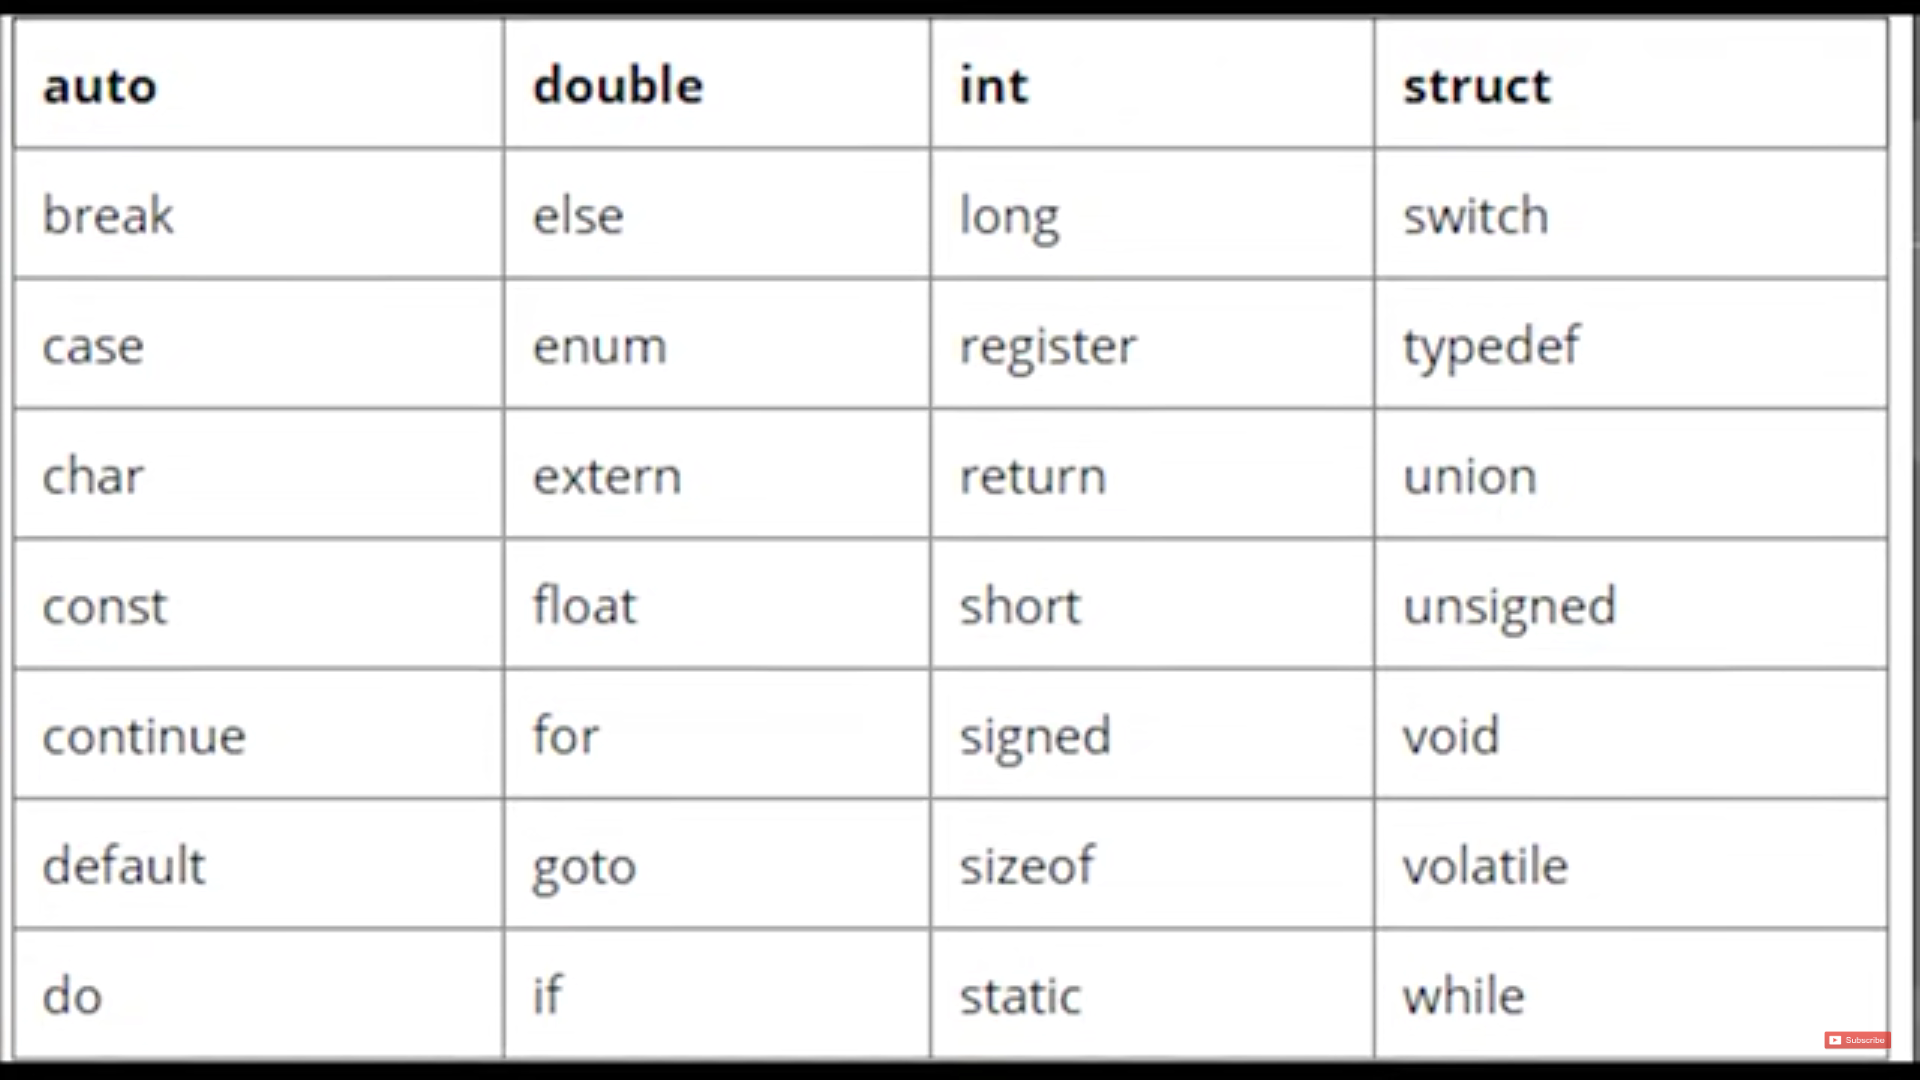 auto double int struct
break else long switch
case enum register typedef
char extern return union
const float short unsigned
continue for signed void
default goto sizeof volatile
do if static while
Subscribe